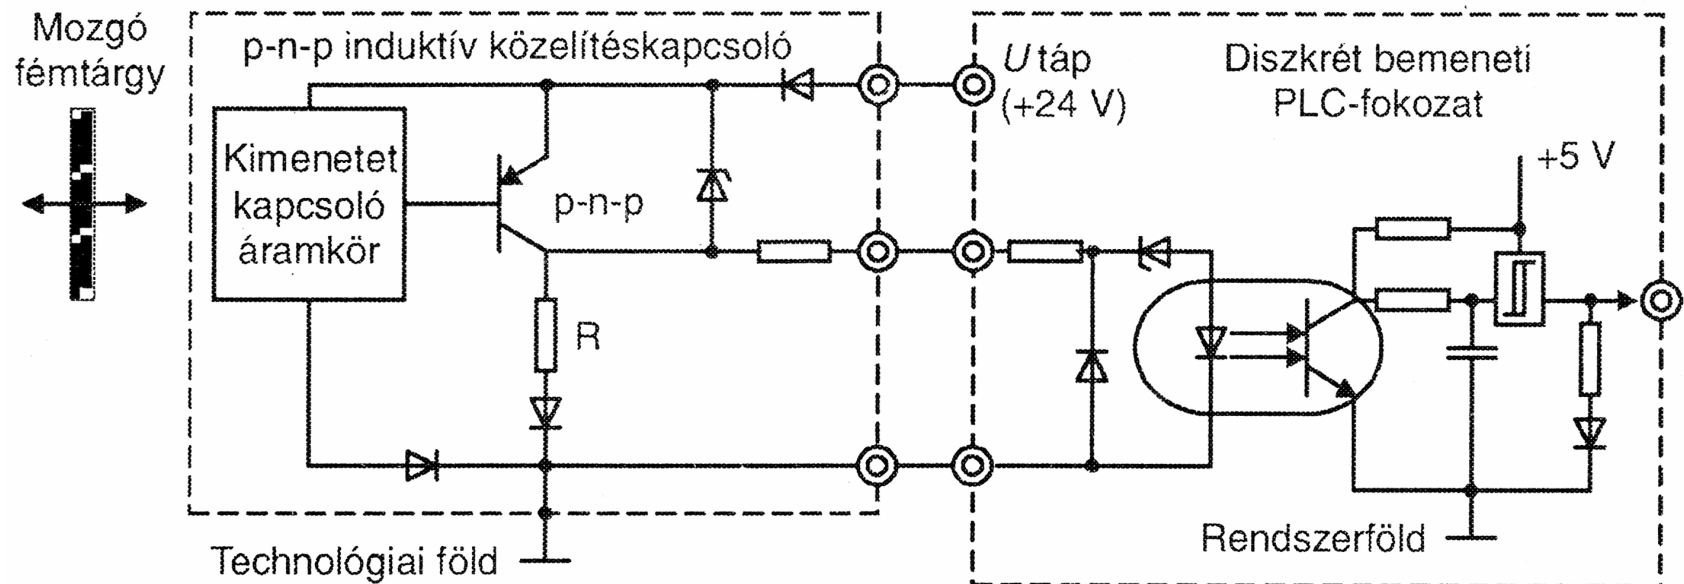 Mozgó
fémtárgy
p-n-p induktív közelítéskapcsoló
Kimenetet
kapcsoló
áramkör
p-n-p
R
Technológiai föld
U táp
(+24 V)
Diszkrét bemeneti
PLC-fokozat
+5 V
Rendszerföld